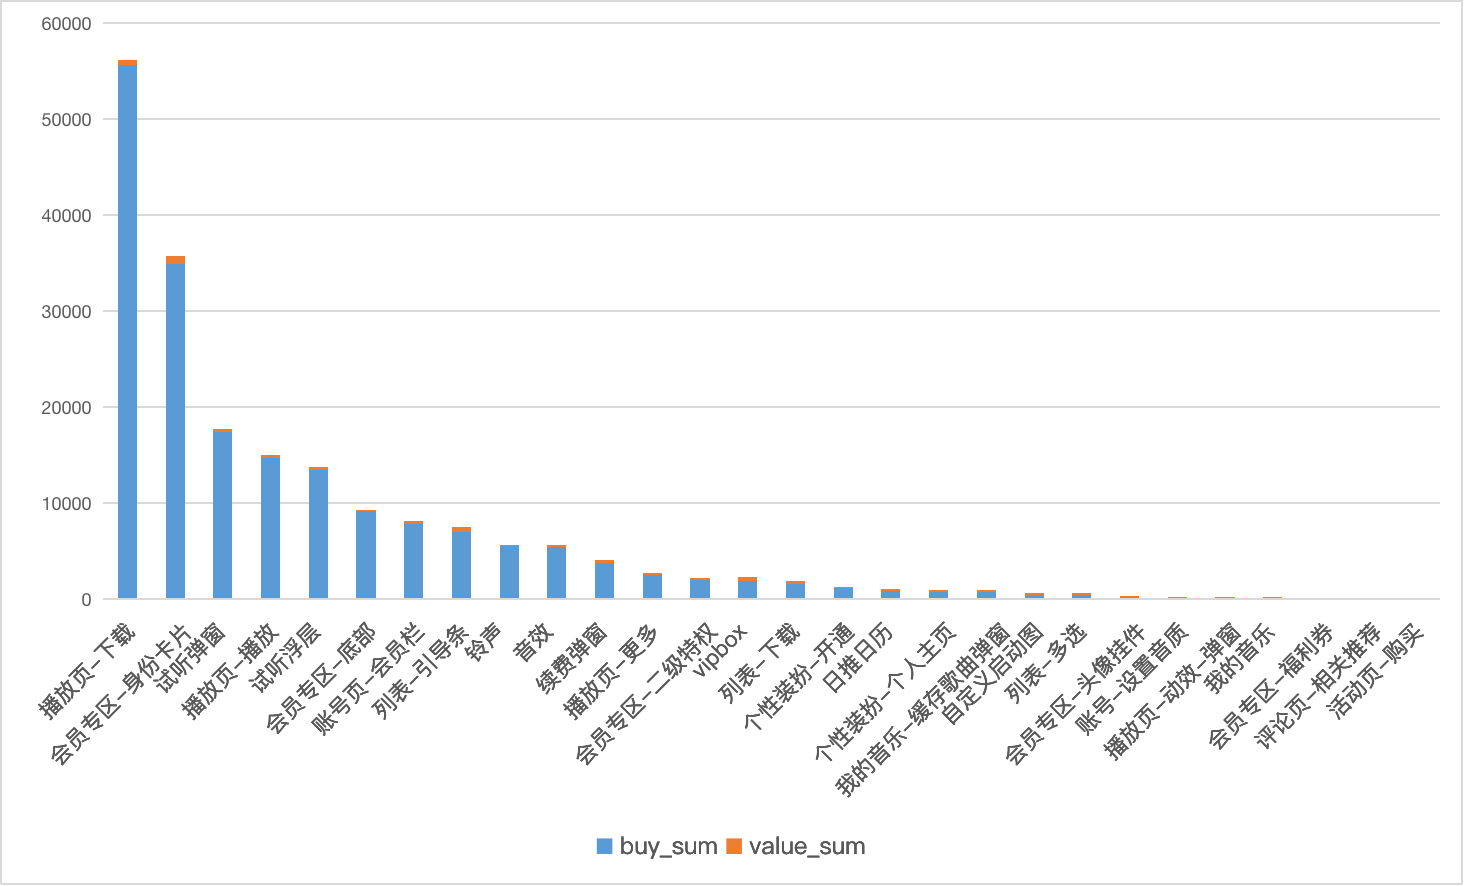 60000
50000
40000
30000
20000
10000
0
播放页-下载
会员专区-身份卡片
试听弹窗
播放页-播放
试听浮层
会员专区-底部
账号页-会员栏
列表-引导条
铃声
音效
续费弹窗
播放页-更多
会员专区-二级特权
vipbox
列表-下载
个性装扮-开通
日推日历
个性装扮-个人主页
我的音乐-缓存歌曲弹窗
自定义启动图
列表-多选
会员专区-头像挂件
账号-设置音质
播放页-动效-弹窗
我的音乐
会员专区-福利券
评论页-相关推荐
活动页-购买
buy_sum
value_sum